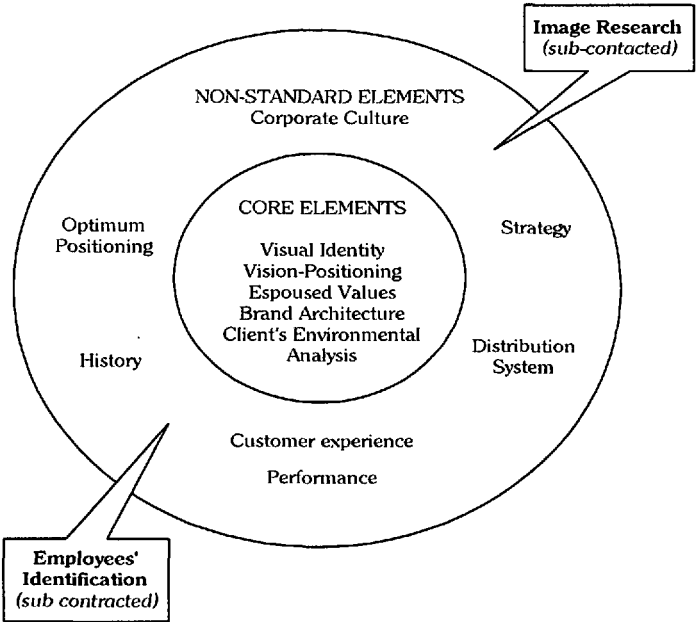 Image Research
(sub-contacted)
NON-STANDARD ELEMENTS
Corporate Culture
CORE ELEMENTS
Visual Identity
Vision-Positioning
Espoused Values
Brand Architecture
Client's Environmental
Analysis
Optimum
Positioning
Strategy
History
Distribution
System
Customer experience
Performance
Employees'
Identification
(sub contracted)